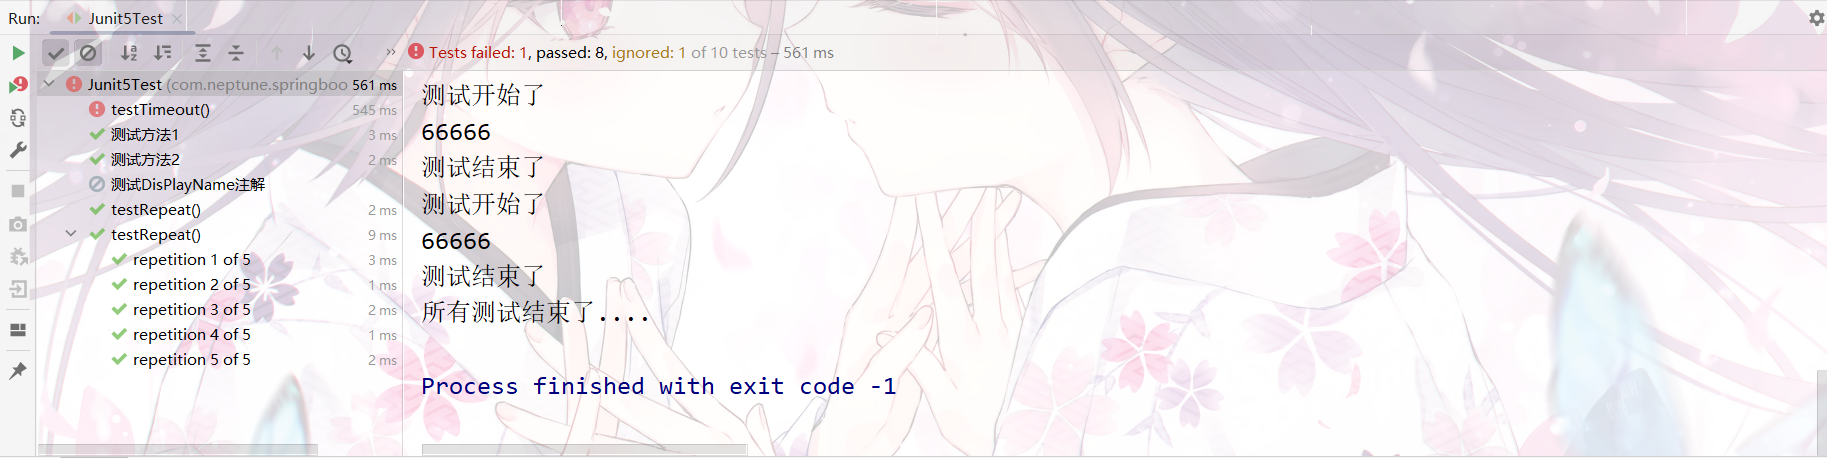 Run: Junit5Test
Tests failed: 1, passed: 8, ignored: 1 of 10 tests – 561 ms
Junit5Test (com.neptune.springboo 561 ms
testTimeout() 545 ms
测试方法1 3 ms
测试方法2 2 ms
测试DisPlayName注解
testRepeat() 2 ms
testRepeat() 9 ms
repetition 1 of 5 3 ms
repetition 2 of 5 1 ms
repetition 3 of 5 2 ms
repetition 4 of 5 1 ms
repetition 5 of 5 2 ms
测试开始了
66666
测试结束了
测试开始了
66666
测试结束了
所有测试结束了....
Process finished with exit code -1